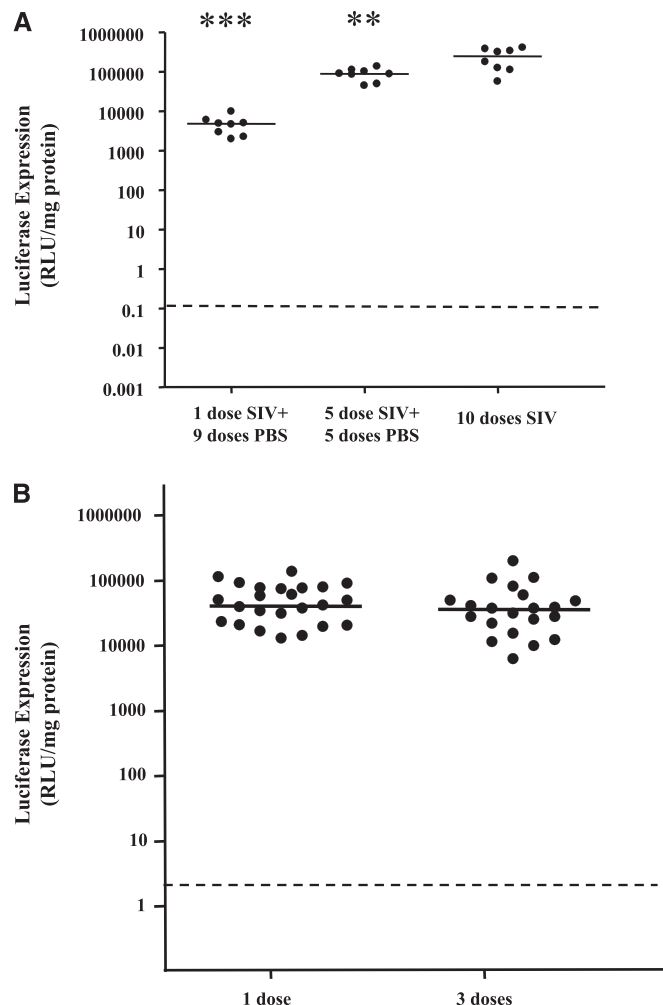 A
*** **
1000000
100000
10000
1000
100
10
1
0.1
0.01
0.001
Luciferase Expression
(RLU/mg protein)
1 dose SIV+
9 doses PBS
5 dose SIV+
5 doses PBS
10 doses SIV
B
1000000
100000
10000
1000
100
10
1
Luciferase Expression
(RLU/mg protein)
1 dose
3 doses